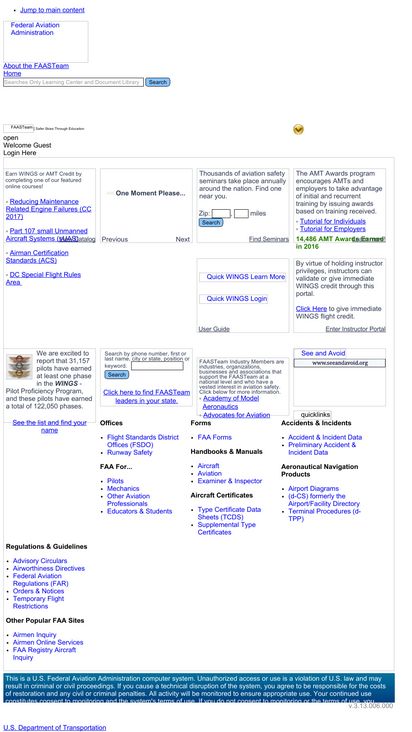 Jump to main content
Federal Aviation
Administration
About the FAASTeam
Home
Searches Only Learning Center and Document Library
Search
FAASTeam Safer Skies Through Education
open
Welcome Guest
Login Here
Earn WINGS or AMT Credit by
completing one of our featured
online courses!
- Reducing Maintenance
Related Engine Failures (CC
2017)
- Part 107 small Unmanned
Aircraft Systems (sUAS)
View Catalog
- Airman Certification
Standards (ACS)
- DC Special Flight Rules
Area
One Moment Please...
Previous Next
Thousands of aviation safety
seminars take place annually
around the nation. Find one
near you.
Zip: , miles
Search
Find Seminars
The AMT Awards program
encourages AMTs and
employers to take advantage
of initial and recurrent
training by issuing awards
based on training received.
- Tutorial for Individuals
- Tutorial for Employers
14,486 AMT Awards Earned
in 2016
Quick WINGS Learn More
Quick WINGS Login
User Guide
By virtue of holding instructor
privileges, instructors can
validate or give immediate
WINGS credit through this
portal.
Click Here to give immediate
WINGS flight credit.
Enter Instructor Portal
We are excited to
report that 31,157
pilots have earned
at least one phase
in the WINGS -
Pilot Proficiency Program,
and these pilots have earned
a total of 122,050 phases.
See the list and find your
name
Search by phone number, first or
last name, city or state, position or
keyword.
Search
Click here to find FAASTeam
leaders in your state.
FAASTeam Industry Members are
industries, organizations,
businesses and associations that
support the FAASTeam at a
national level and who have a
vested interest in aviation safety.
Click below for more information.
- Academy of Model
Aeronautics
- Advocates for Aviation
See and Avoid
www.seeandavoid.org
quicklinks
Offices
Flight Standards District
Offices (FSDO)
Runway Safety
FAA For...
Pilots
Mechanics
Other Aviation
Professionals
Educators & Students
Forms
FAA Forms
Handbooks & Manuals
Aircraft
Aviation
Examiner & Inspector
Aircraft Certificates
Type Certificate Data
Sheets (TCDS)
Supplemental Type
Certificates
Accidents & Incidents
Accident & Incident Data
Preliminary Accident &
Incident Data
Aeronautical Navigation
Products
Airport Diagrams
(d-CS) formerly the
Airport/Facility Directory
Terminal Procedures (d-
TPP)
Regulations & Guidelines
Advisory Circulars
Airworthiness Directives
Federal Aviation
Regulations (FAR)
Orders & Notices
Temporary Flight
Restrictions
Other Popular FAA Sites
Airmen Inquiry
Airmen Online Services
FAA Registry Aircraft
Inquiry
This is a U.S. Federal Aviation Administration computer system. Unauthorized access or use is a violation of U.S. law and may
result in criminal or civil proceedings. If you cause a technical disruption of the system, you agree to be responsible for the costs
of restoration and any civil or criminal penalties. All activity will be monitored to ensure appropriate use. Your continued use
constitutes consent to monitoring and the system's terms of use. If you do not consent to monitoring or the terms of use, you
v.3.13.006.000
U.S. Department of Transportation